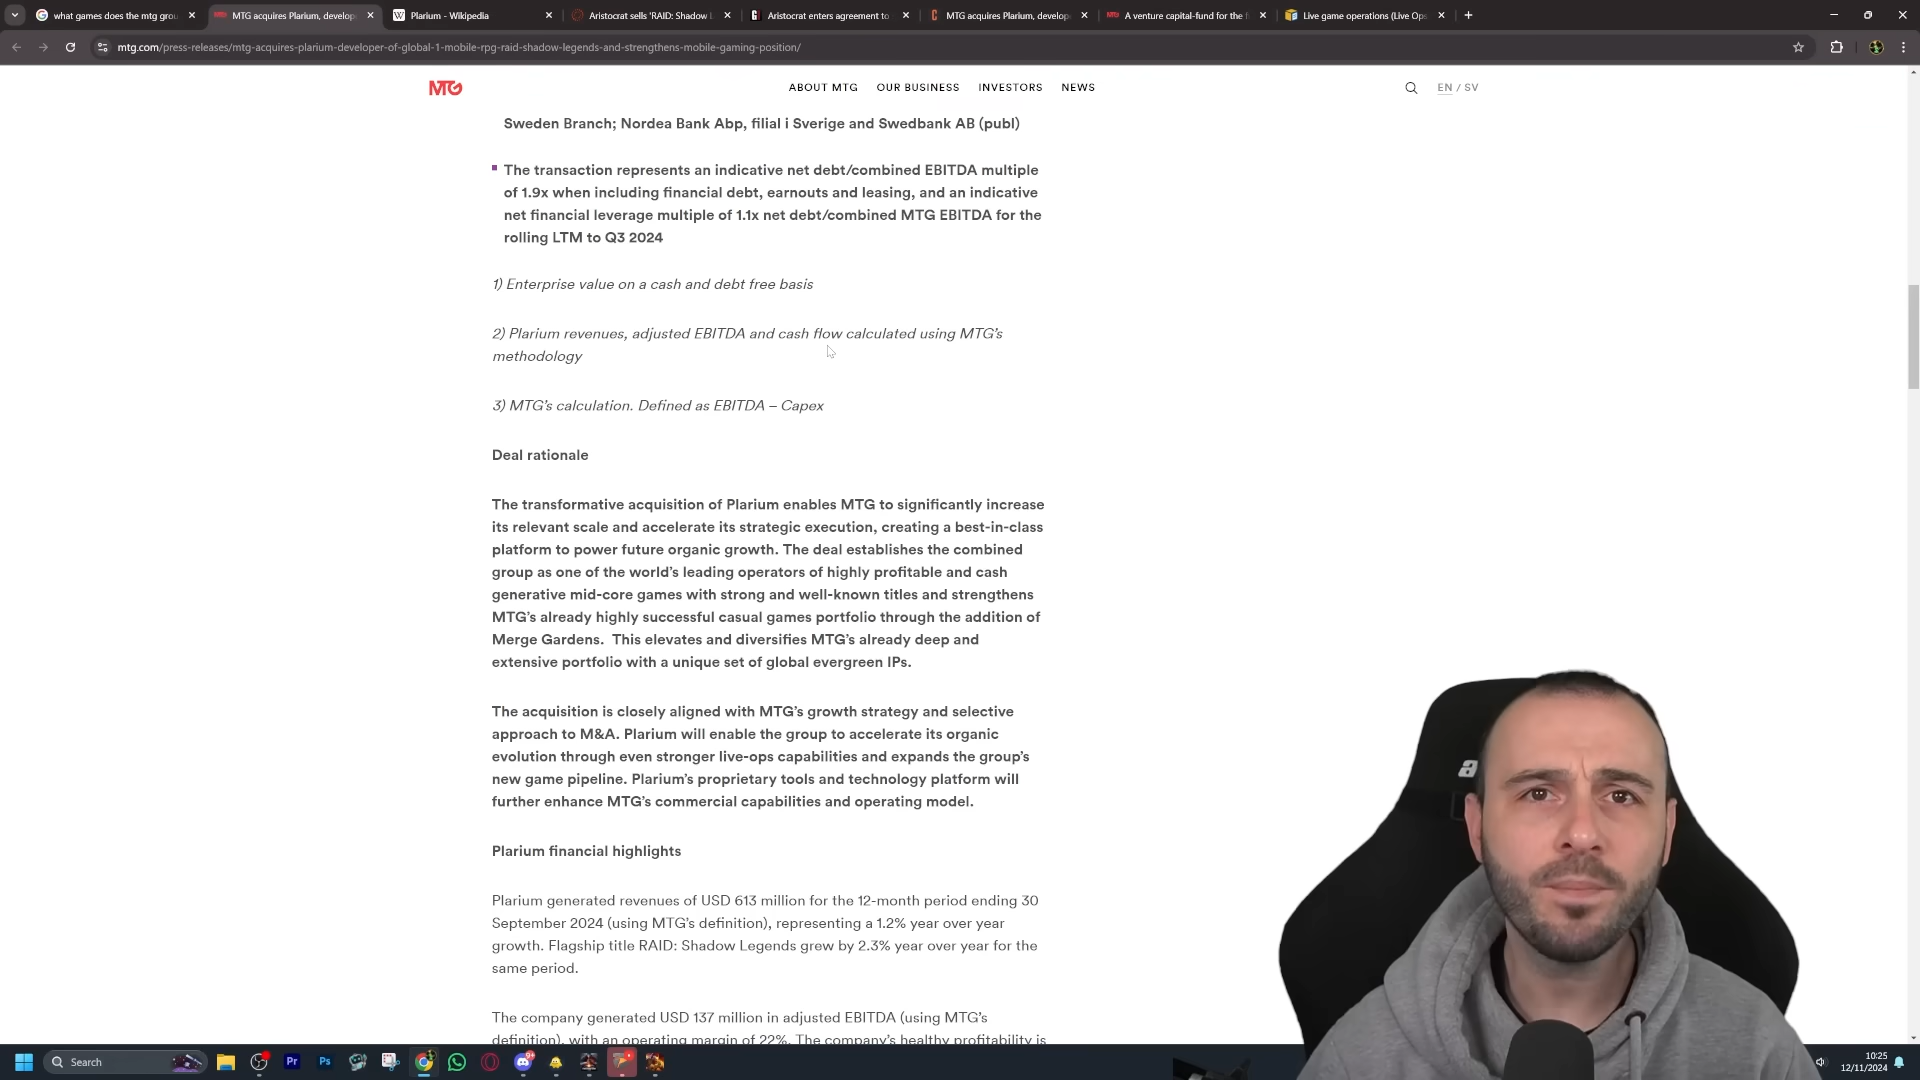 what games does the mtg grou
MTG acquires Plarium, develop
Plarium - Wikipedia
Aristocrat sells 'RAID: Shadow L
Aristocrat enters agreement to
MTG acquires Plarium, develop
A venture capital-fund for the f
Live game operations (Live Op
mtg.com/press-releases/mtg-acquires-plarium-developer-of-global-1-mobile-rpg-raid-shadow-legends-and-strengthens-mobile-gaming-position/
MTG
ABOUT MTG
OUR BUSINESS
INVESTORS
NEWS
EN / SV
Sweden Branch; Nordea Bank Abp, filial i Sverige and Swedbank AB (publ)
The transaction represents an indicative net debt/combined EBITDA multiple
of 1.9x when including financial debt, earnouts and leasing, and an indicative
net financial leverage multiple of 1.1x net debt/combined MTG EBITDA for the
rolling LTM to Q3 2024
1) Enterprise value on a cash and debt free basis
2) Plarium revenues, adjusted EBITDA and cash flow calculated using MTG's
methodology
3) MTG's calculation. Defined as EBITDA – Capex
Deal rationale
The transformative acquisition of Plarium enables MTG to significantly increase
its relevant scale and accelerate its strategic execution, creating a best-in-class
platform to power future organic growth. The deal establishes the combined
group as one of the world's leading operators of highly profitable and cash
generative mid-core games with strong and well-known titles and strengthens
MTG's already highly successful casual games portfolio through the addition of
Merge Gardens.  This elevates and diversifies MTG's already deep and
extensive portfolio with a unique set of global evergreen IPs.
The acquisition is closely aligned with MTG's growth strategy and selective
approach to M&A. Plarium will enable the group to accelerate its organic
evolution through even stronger live-ops capabilities and expands the group's
new game pipeline. Plarium's proprietary tools and technology platform will
further enhance MTG's commercial capabilities and operating model.
Plarium financial highlights
Plarium generated revenues of USD 613 million for the 12-month period ending 30
September 2024 (using MTG's definition), representing a 1.2% year over year
growth. Flagship title RAID: Shadow Legends grew by 2.3% year over year for the
same period.
The company generated USD 137 million in adjusted EBITDA (using MTG's
definition), with an operating margin of 22%. The company's healthy profitability is
Search
Pr
Ps
10:25
12/11/2024